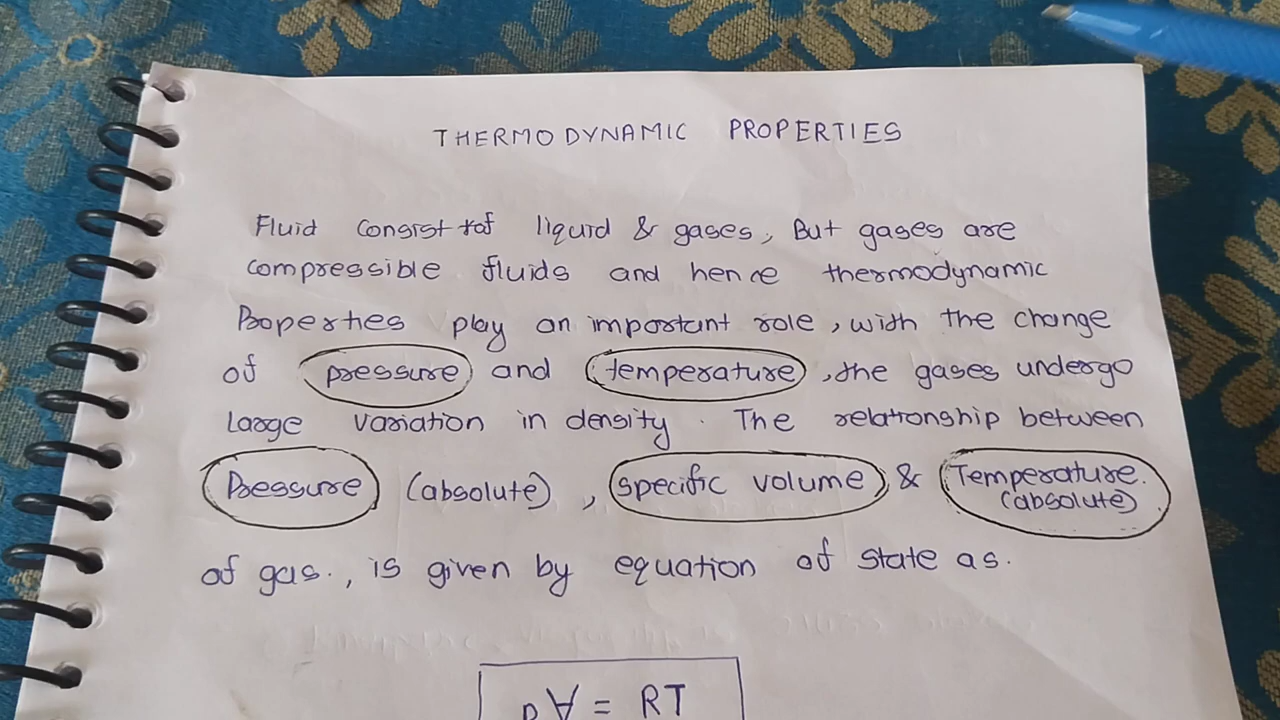 THERMODYNAMIC PROPERTIES
Fluid consist of liquid & gases, But gases are
compressible fluids and hence thermodynamic
Properties play an important role, with the change
of pressure and temperature, the gases undergo
large variation in density. The relationship between
Pressure (absolute), specific volume & Temperature.
(absolute)
of gas., is given by equation of state as.
p∀ = RT